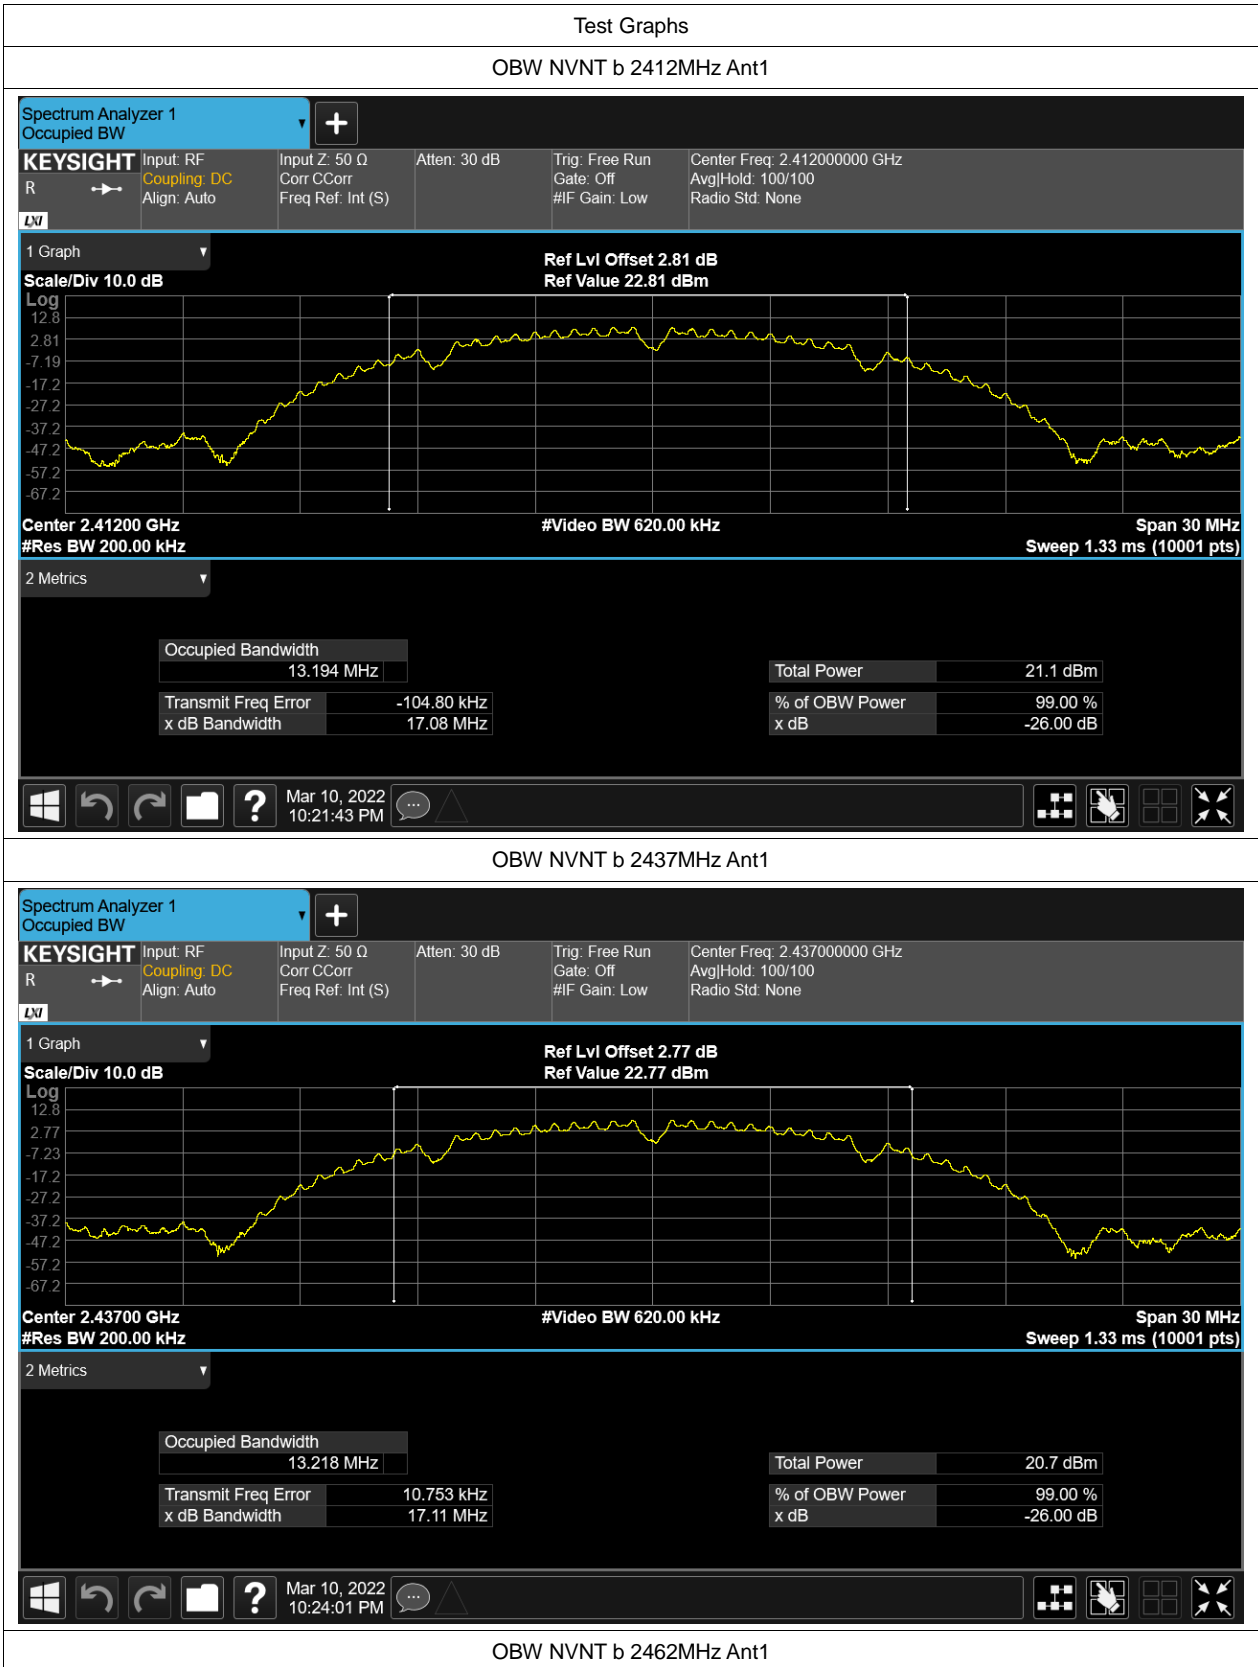 Test Graphs
OBW NVNT b 2412MHz Ant1
Spectrum Analyzer 1
Occupied BW
KEYSIGHT
R
LXI
Input: RF
Coupling: DC
Align: Auto
Input Z: 50 Ω
Corr CCorr
Freq Ref: Int (S)
Atten: 30 dB
Trig: Free Run
Gate: Off
#IF Gain: Low
Center Freq: 2.412000000 GHz
Avg|Hold: 100/100
Radio Std: None
1 Graph
Scale/Div 10.0 dB
Ref Lvl Offset 2.81 dB
Ref Value 22.81 dBm
Log
12.8
2.81
-7.19
-17.2
-27.2
-37.2
-47.2
-57.2
-67.2
Center 2.41200 GHz
#Video BW 620.00 kHz
Span 30 MHz
#Res BW 200.00 kHz
Sweep 1.33 ms (10001 pts)
2 Metrics
Occupied Bandwidth
13.194 MHz
Total Power 21.1 dBm
Transmit Freq Error -104.80 kHz
% of OBW Power 99.00 %
x dB Bandwidth 17.08 MHz
x dB -26.00 dB
Mar 10, 2022
10:21:43 PM
OBW NVNT b 2437MHz Ant1
Spectrum Analyzer 1
Occupied BW
KEYSIGHT
R
LXI
Input: RF
Coupling: DC
Align: Auto
Input Z: 50 Ω
Corr CCorr
Freq Ref: Int (S)
Atten: 30 dB
Trig: Free Run
Gate: Off
#IF Gain: Low
Center Freq: 2.437000000 GHz
Avg|Hold: 100/100
Radio Std: None
1 Graph
Scale/Div 10.0 dB
Ref Lvl Offset 2.77 dB
Ref Value 22.77 dBm
Log
12.8
2.77
-7.23
-17.2
-27.2
-37.2
-47.2
-57.2
-67.2
Center 2.43700 GHz
#Video BW 620.00 kHz
Span 30 MHz
#Res BW 200.00 kHz
Sweep 1.33 ms (10001 pts)
2 Metrics
Occupied Bandwidth
13.218 MHz
Total Power 20.7 dBm
Transmit Freq Error 10.753 kHz
% of OBW Power 99.00 %
x dB Bandwidth 17.11 MHz
x dB -26.00 dB
Mar 10, 2022
10:24:01 PM
OBW NVNT b 2462MHz Ant1